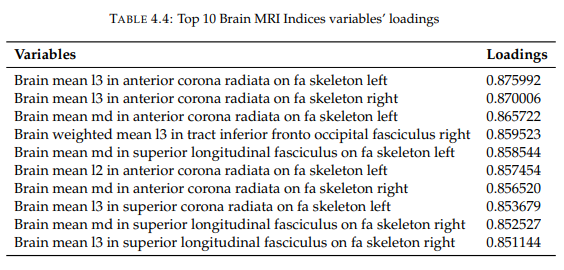 TABLE 4.4: Top 10 Brain MRI Indices variables' loadings
Variables Loadings
Brain mean l3 in anterior corona radiata on fa skeleton left 0.875992
Brain mean l3 in anterior corona radiata on fa skeleton right 0.870006
Brain mean md in anterior corona radiata on fa skeleton left 0.865722
Brain weighted mean l3 in tract inferior fronto occipital fasciculus right 0.859523
Brain mean md in superior longitudinal fasciculus on fa skeleton left 0.858544
Brain mean l2 in anterior corona radiata on fa skeleton left 0.857454
Brain mean md in anterior corona radiata on fa skeleton right 0.856520
Brain mean l3 in superior corona radiata on fa skeleton left 0.853679
Brain mean md in superior longitudinal fasciculus on fa skeleton right 0.852527
Brain mean l3 in superior longitudinal fasciculus on fa skeleton right 0.851144